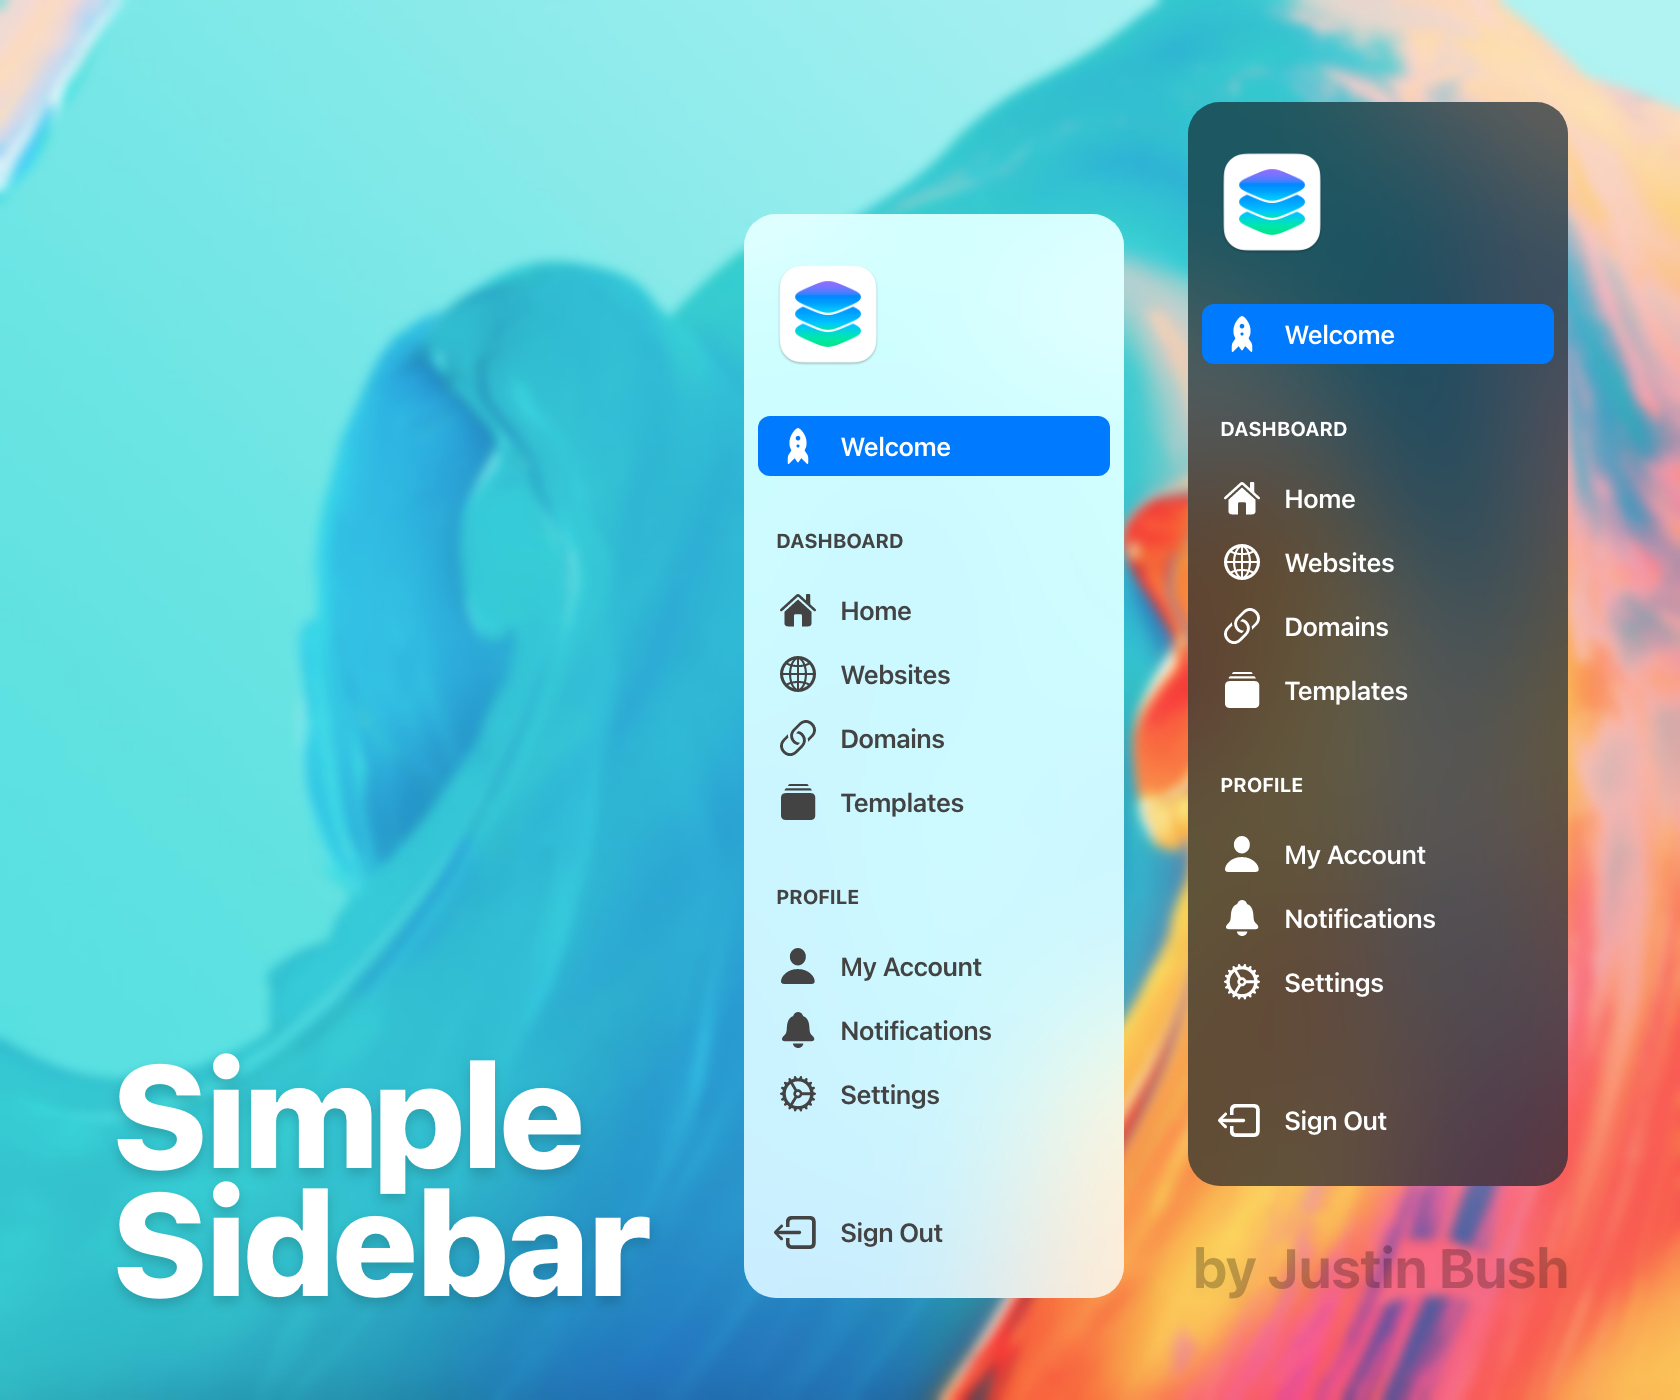 Simple
Sidebar
Welcome
DASHBOARD
Home
Websites
Domains
Templates
PROFILE
My Account
Notifications
Settings
Sign Out
Welcome
DASHBOARD
Home
Websites
Domains
Templates
PROFILE
My Account
Notifications
Settings
Sign Out
by Justin Bush